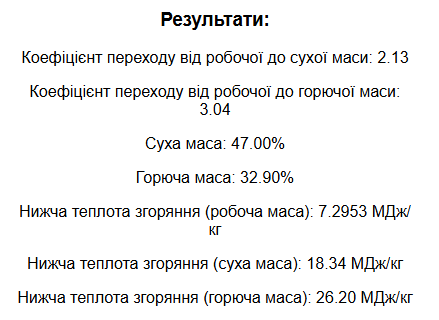 Результати:
Коефіцієнт переходу від робочої до сухої маси: 2.13
Коефіцієнт переходу від робочої до горючої маси:
3.04
Суха маса: 47.00%
Горюча маса: 32.90%
Нижча теплота згоряння (робоча маса): 7.2953 МДж/
кг
Нижча теплота згоряння (суха маса): 18.34 МДж/кг
Нижча теплота згоряння (горюча маса): 26.20 МДж/кг